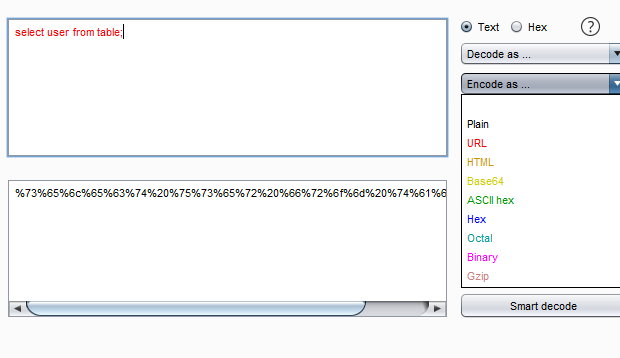 select user from table;
Text Hex ?
Decode as ...
Encode as ...
Plain
URL
HTML
Base64
ASCII hex
Hex
Octal
Binary
Gzip
%73%65%6c%65%63%74%20%75%73%65%72%20%66%72%6f%6d%20%74%61%6
Smart decode